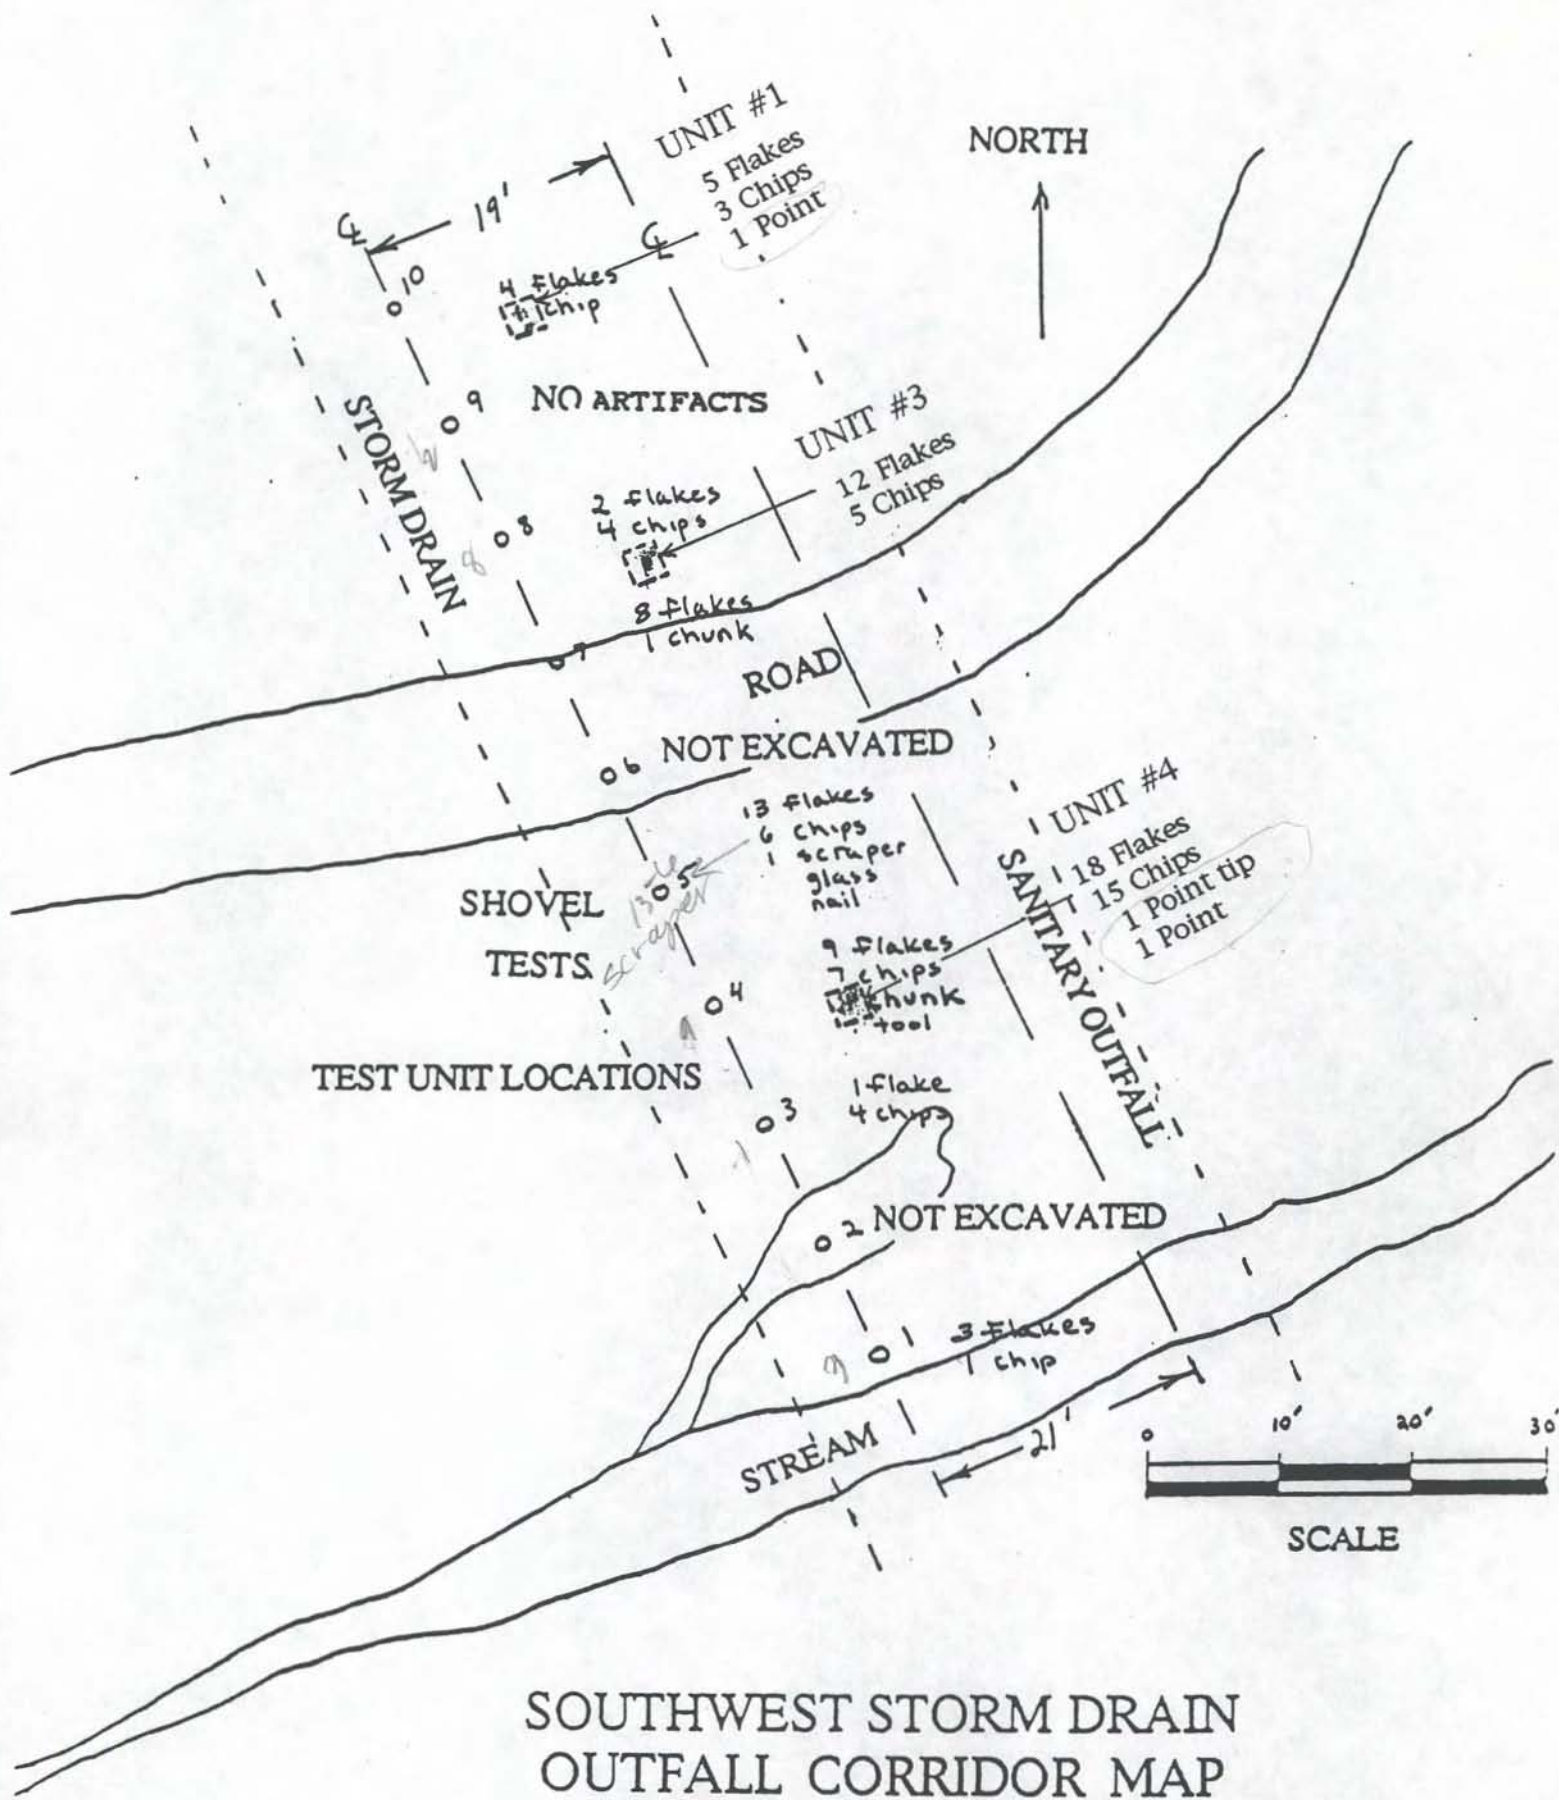 UNIT #1
5 Flakes
3 Chips
1 Point
NORTH
19'
℄
℄
10
4 flakes
1 chip
9
NO ARTIFACTS
STORM DRAIN
UNIT #3
12 Flakes
5 Chips
2 flakes
4 chips
8
8
8 flakes
1 chunk
7
ROAD
NOT EXCAVATED
6
UNIT #4
18 Flakes
15 Chips
1 Point tip
1 Point
13 flakes
6 chips
1 scraper
glass
nail
5
13
scraper
SHOVEL
TESTS
SANITARY OUTFALL
9 flakes
7 chips
chunk
tool
4
9
TEST UNIT LOCATIONS
1 flake
4 chips
3
2
NOT EXCAVATED
1
3 flakes
1 chip
STREAM
21'
0 10' 20' 30'
SCALE
SOUTHWEST STORM DRAIN
OUTFALL CORRIDOR MAP